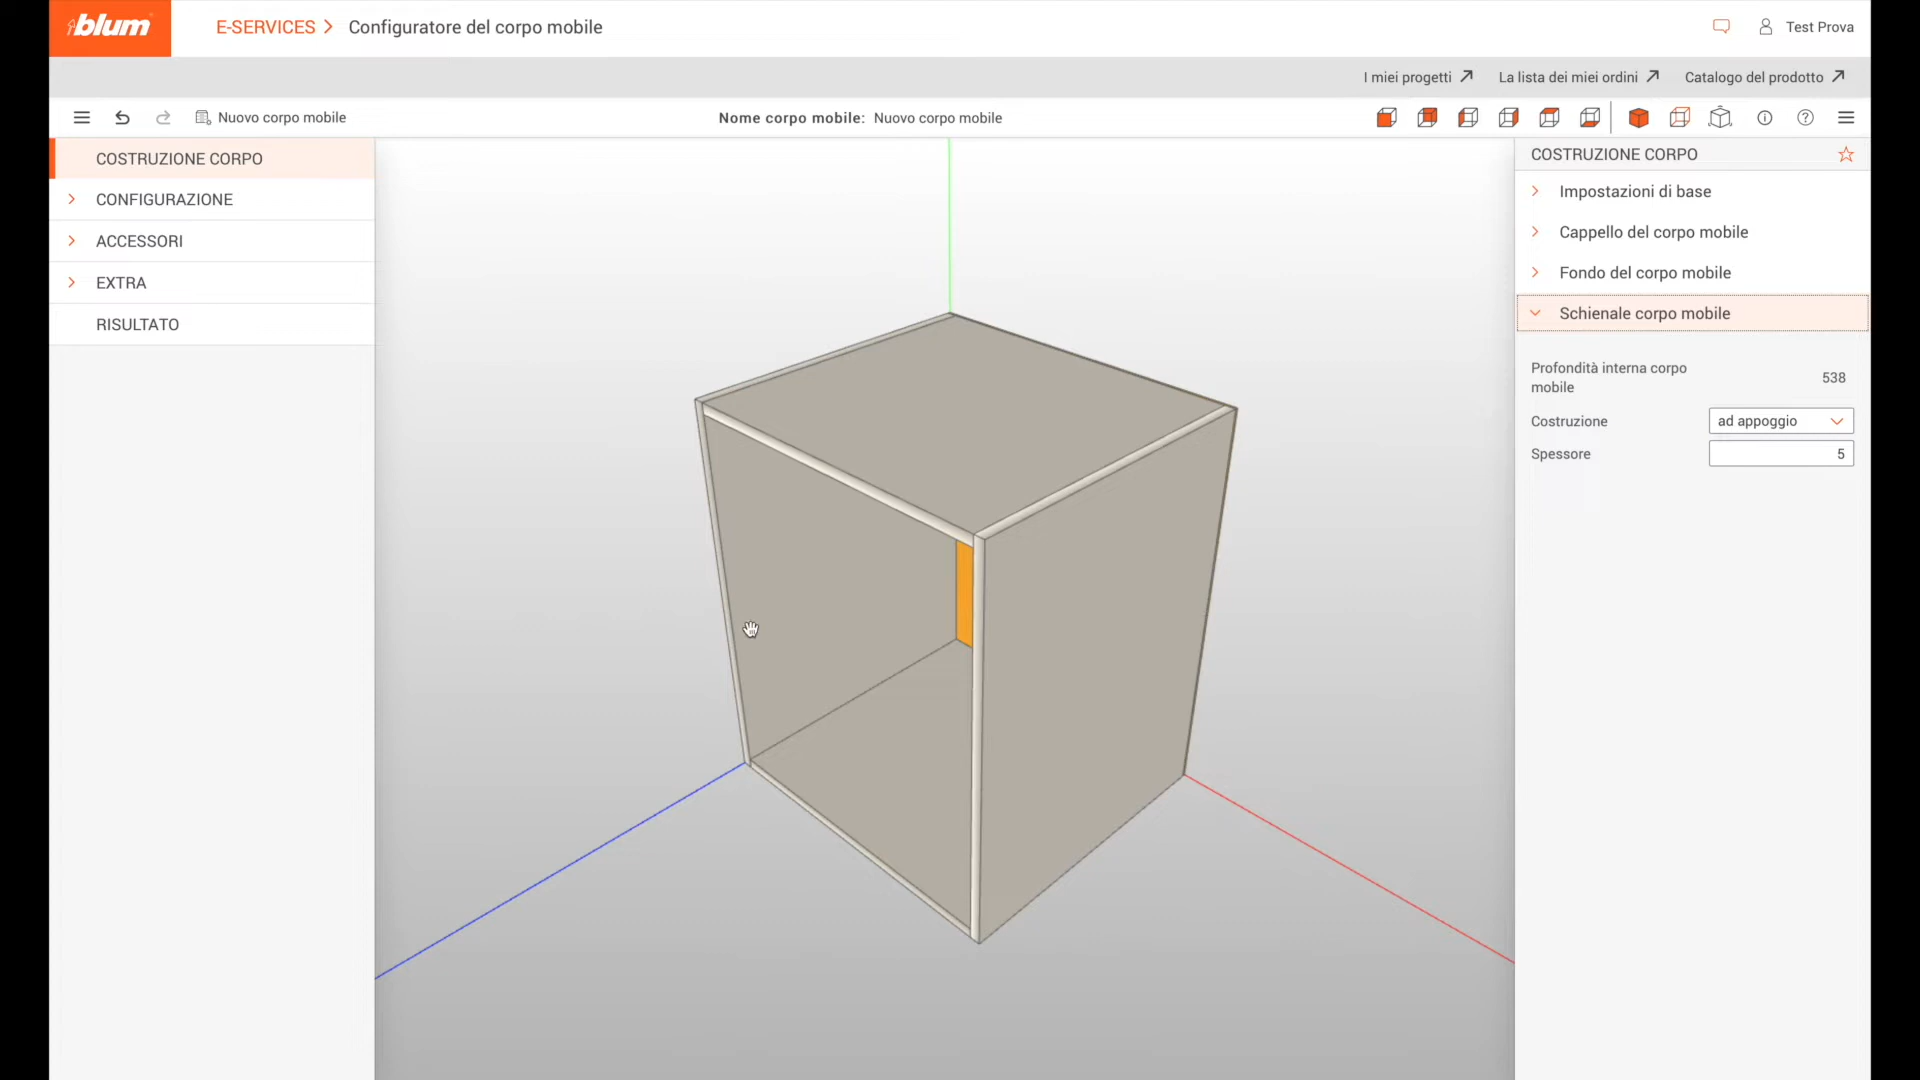 blum
E-SERVICES
Configuratore del corpo mobile
Test Prova
I miei progetti
La lista dei miei ordini
Catalogo del prodotto
Nuovo corpo mobile
Nome corpo mobile: Nuovo corpo mobile
COSTRUZIONE CORPO
CONFIGURAZIONE
ACCESSORI
EXTRA
RISULTATO
COSTRUZIONE CORPO
Impostazioni di base
Cappello del corpo mobile
Fondo del corpo mobile
Schienale corpo mobile
Profondità interna corpo
mobile
538
Costruzione
ad appoggio
Spessore
5